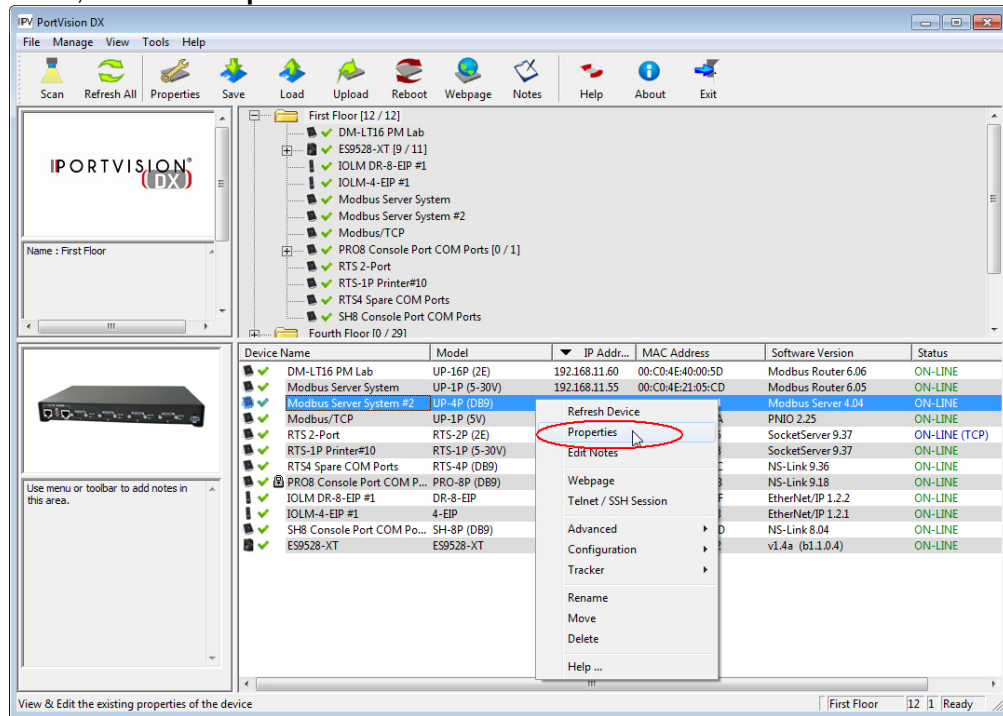 IPV PortVision DX
File Manage View Tools Help
Scan Refresh All Properties Save Load Upload Reboot Webpage Notes Help About Exit
PORTVISION®
(DX)
Name : First Floor
First Floor [12 / 12]
DM-LT16 PM Lab
ES9528-XT [9 / 11]
IOLM DR-8-EIP #1
IOLM-4-EIP #1
Modbus Server System
Modbus Server System #2
Modbus/TCP
PRO8 Console Port COM Ports [0 / 1]
RTS 2-Port
RTS-1P Printer#10
RTS4 Spare COM Ports
SH8 Console Port COM Ports
Fourth Floor [0 / 29]
Use menu or toolbar to add notes in
this area.
Device Name Model IP Addr... MAC Address Software Version Status
DM-LT16 PM Lab UP-16P (2E) 192.168.11.60 00:C0:4E:40:00:5D Modbus Router 6.06 ON-LINE
Modbus Server System UP-1P (5-30V) 192.168.11.55 00:C0:4E:21:05:CD Modbus Router 6.05 ON-LINE
Modbus Server System #2 UP-4P (DB9) 4 Modbus Server 4.04 ON-LINE
Modbus/TCP UP-1P (5V) A PNIO 2.25 ON-LINE
RTS 2-Port RTS-2P (2E) SocketServer 9.37 ON-LINE (TCP)
RTS-1P Printer#10 RTS-1P (5-30V) SocketServer 9.37 ON-LINE
RTS4 Spare COM Ports RTS-4P (DB9) C NS-Link 9.36 ON-LINE
PRO8 Console Port COM P... PRO-8P (DB9) NS-Link 9.18 ON-LINE
IOLM DR-8-EIP #1 DR-8-EIP F EtherNet/IP 1.2.2 ON-LINE
IOLM-4-EIP #1 4-EIP EtherNet/IP 1.2.1 ON-LINE
SH8 Console Port COM Po... SH-8P (DB9) D NS-Link 8.04 ON-LINE
ES9528-XT ES9528-XT v1.4a (b1.1.0.4) ON-LINE
Refresh Device
Properties
Edit Notes
Webpage
Telnet / SSH Session
Advanced
Configuration
Tracker
Rename
Move
Delete
Help ...
View & Edit the existing properties of the device First Floor 12 1 Ready